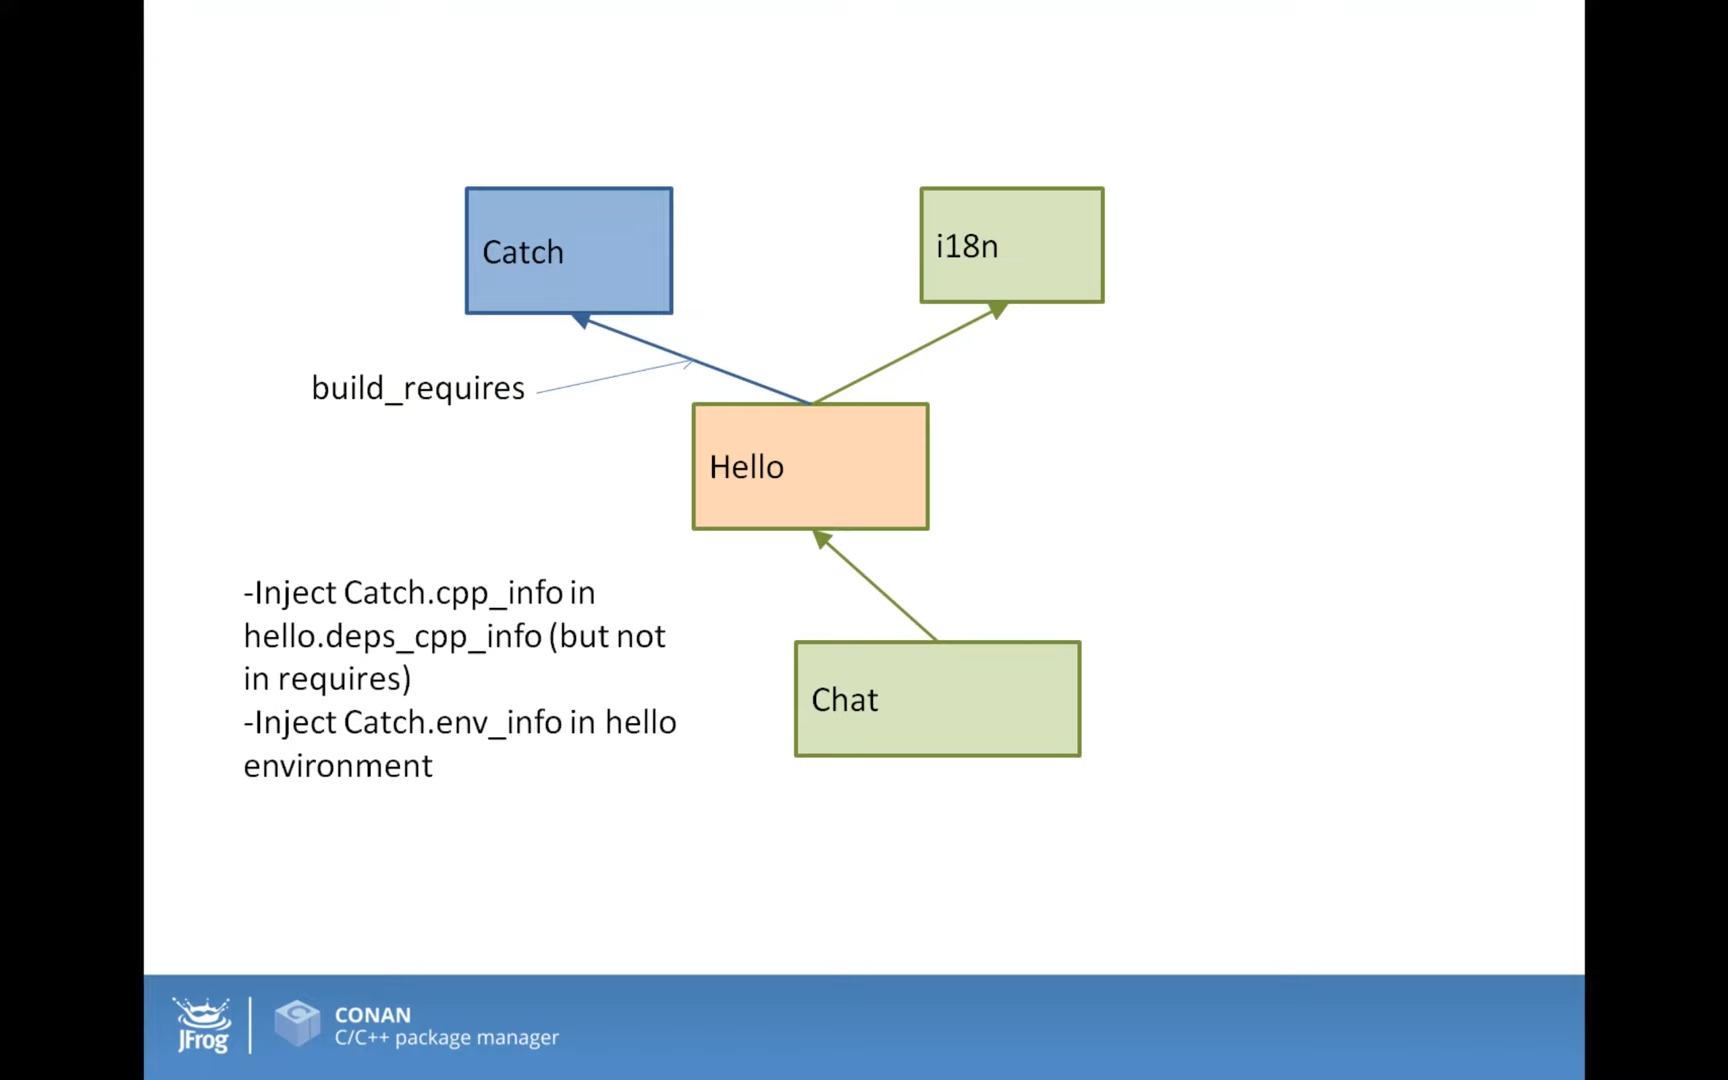 Catch
i18n
build_requires
Hello
-Inject Catch.cpp_info in
hello.deps_cpp_info (but not
in requires)
-Inject Catch.env_info in hello
environment
Chat
JFrog
CONAN
C/C++ package manager